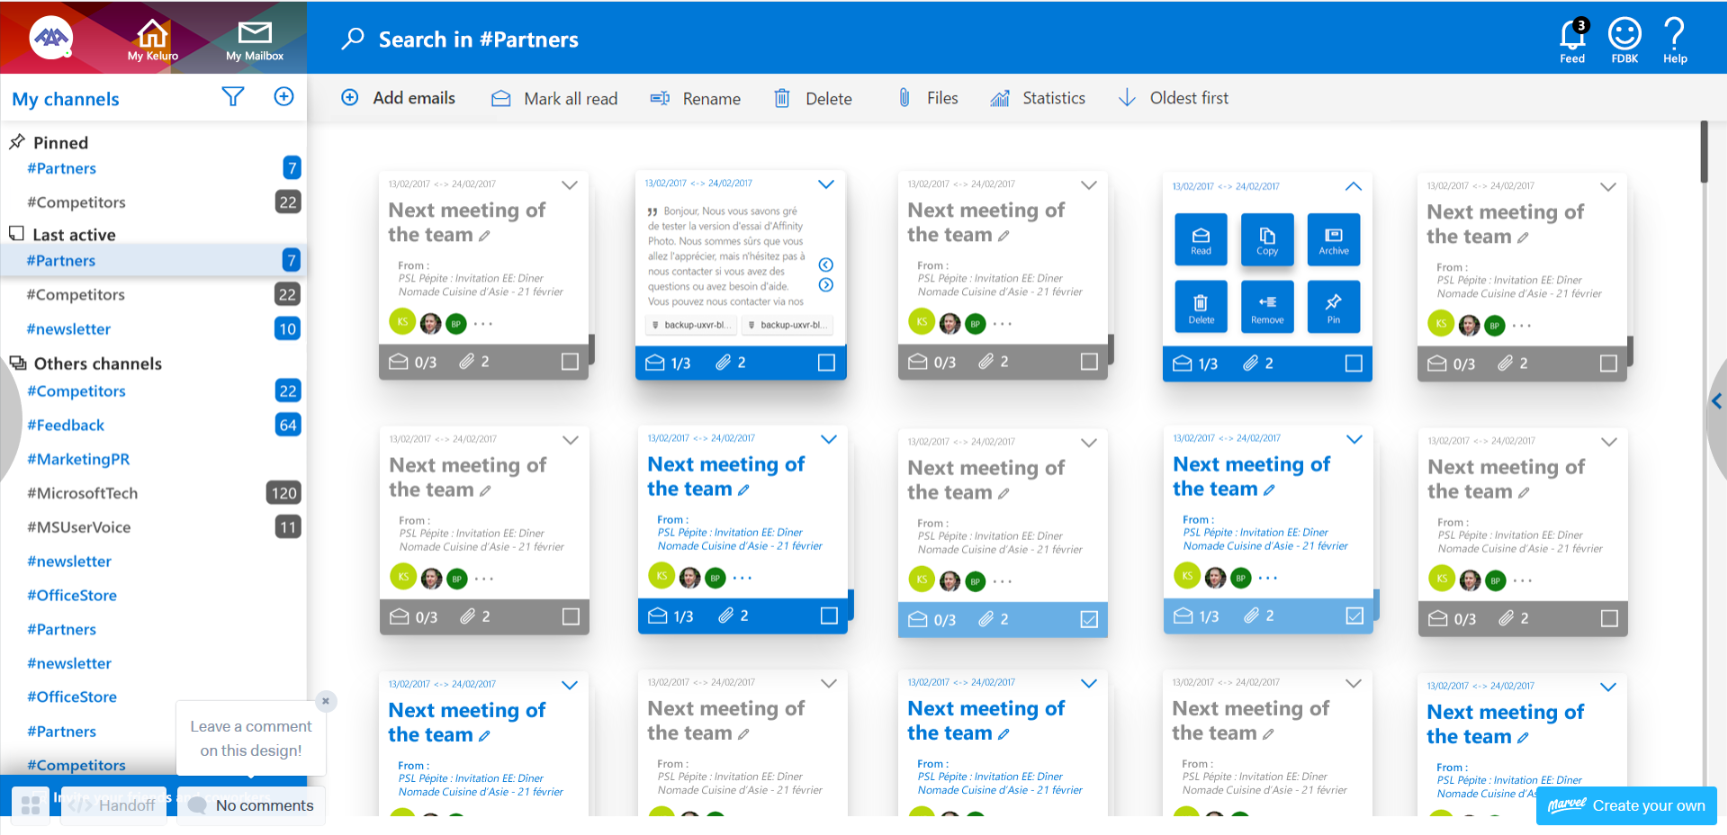 My Keluro
My Mailbox
Search in #Partners
3
Feed
FDBK
Help
My channels
Add emails
Mark all read
Rename
Delete
Files
Statistics
Oldest first
Pinned
#Partners 7
#Competitors 22
Last active
#Partners 7
#Competitors 22
#newsletter 10
Others channels
#Competitors 22
#Feedback 64
#MarketingPR
#MicrosoftTech 120
#MSUserVoice 11
#newsletter
#OfficeStore
#Partners
#newsletter
#OfficeStore
#Partners
#Competitors
Leave a comment
on this design!
Handoff
No comments
13/02/2017 <-> 24/02/2017
Next meeting of
the team
From :
PSL Pépite : Invitation EE: Dîner
Nomade Cuisine d'Asie - 21 février
KS BP ...
0/3 2
13/02/2017 <-> 24/02/2017
Bonjour, Nous vous savons gré
de tester la version d'essai d'Affinity
Photo. Nous sommes sûrs que vous
allez l'apprécier, mais n'hésitez pas à
nous contacter si vous avez des
questions ou avez besoin d'aide.
Vous pouvez nous contacter via nos
backup-uxvr-bl...
backup-uxvr-bl...
1/3 2
13/02/2017 <-> 24/02/2017
Next meeting of
the team
From :
PSL Pépite : Invitation EE: Dîner
Nomade Cuisine d'Asie - 21 février
KS BP ...
0/3 2
13/02/2017 <-> 24/02/2017
Read
Copy
Archive
Delete
Remove
Pin
1/3 2
13/02/2017 <-> 24/02/2017
Next meeting of
the team
From :
PSL Pépite : Invitation EE: Dîner
Nomade Cuisine d'Asie - 21 février
KS BP ...
0/3 2
13/02/2017 <-> 24/02/2017
Next meeting of
the team
From :
PSL Pépite : Invitation EE: Dîner
Nomade Cuisine d'Asie - 21 février
KS BP ...
0/3 2
13/02/2017 <-> 24/02/2017
Next meeting of
the team
From :
PSL Pépite : Invitation EE: Dîner
Nomade Cuisine d'Asie - 21 février
KS BP ...
1/3 2
13/02/2017 <-> 24/02/2017
Next meeting of
the team
From :
PSL Pépite : Invitation EE: Dîner
Nomade Cuisine d'Asie - 21 février
KS BP ...
0/3 2
13/02/2017 <-> 24/02/2017
Next meeting of
the team
From :
PSL Pépite : Invitation EE: Dîner
Nomade Cuisine d'Asie - 21 février
KS BP ...
1/3 2
13/02/2017 <-> 24/02/2017
Next meeting of
the team
From :
PSL Pépite : Invitation EE: Dîner
Nomade Cuisine d'Asie - 21 février
KS BP ...
0/3 2
13/02/2017 <-> 24/02/2017
Next meeting of
the team
From :
PSL Pépite : Invitation EE: Dîner
Nomade Cuisine d'Asie - 21 février
13/02/2017 <-> 24/02/2017
Next meeting of
the team
From :
PSL Pépite : Invitation EE: Dîner
Nomade Cuisine d'Asie - 21 février
13/02/2017 <-> 24/02/2017
Next meeting of
the team
From :
PSL Pépite : Invitation EE: Dîner
Nomade Cuisine d'Asie - 21 février
13/02/2017 <-> 24/02/2017
Next meeting of
the team
From :
PSL Pépite : Invitation EE: Dîner
Nomade Cuisine d'Asie - 21 février
13/02/2017 <-> 24/02/2017
Next meeting of
the team
From :
PSL Pépite : Invitation EE: Dîner
Nomade Cuisine d'As
Marvel Create your own